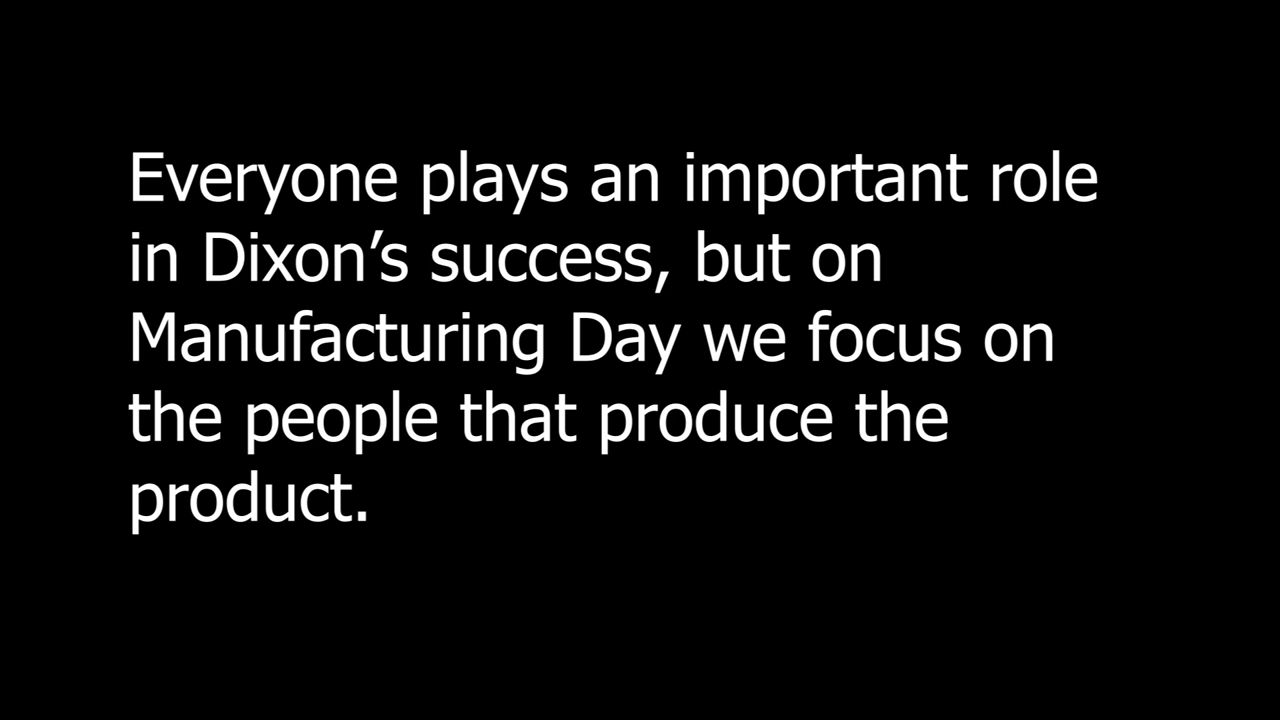 Everyone plays an important role
in Dixon’s success, but on
Manufacturing Day we focus on
the people that produce the
product.